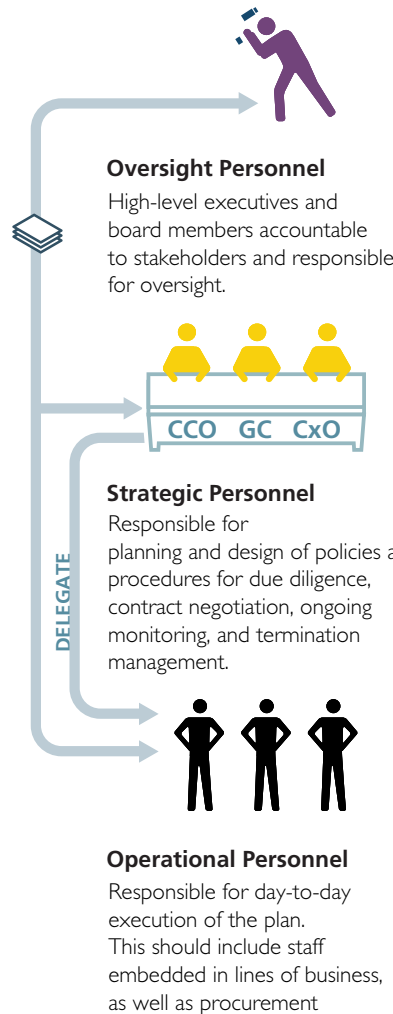 Oversight Personnel
High-level executives and
board members accountable
to stakeholders and responsible
for oversight.
CCO GC CxO
DELEGATE
Strategic Personnel
Responsible for
planning and design of policies a
procedures for due diligence,
contract negotiation, ongoing
monitoring, and termination
management.
Operational Personnel
Responsible for day-to-day
execution of the plan.
This should include staff
embedded in lines of business,
as well as procurement